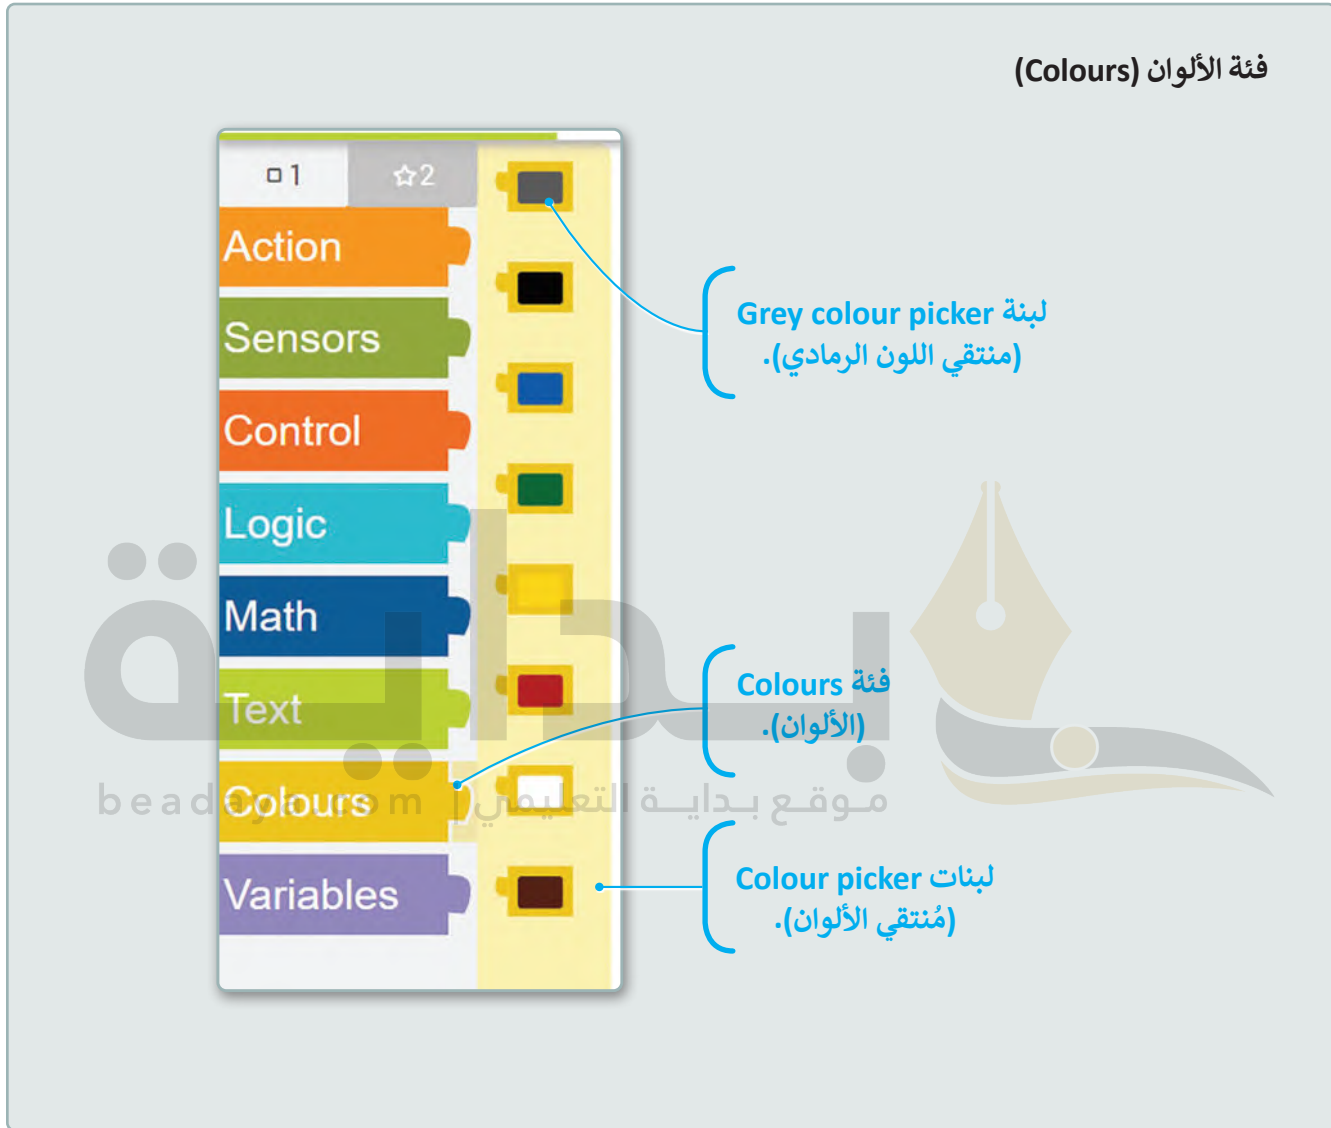 فئة الألوان (Colours)
1
2
Action
Sensors
Control
Logic
Math
Text
Colours
Variables
لبنة Grey colour picker
(منتقي اللون الرمادي).
فئة Colours
(الألوان).
لبنات Colour picker
(مُنتقي الألوان).
بداية
موقع بداية التعليمي | beadaya.com